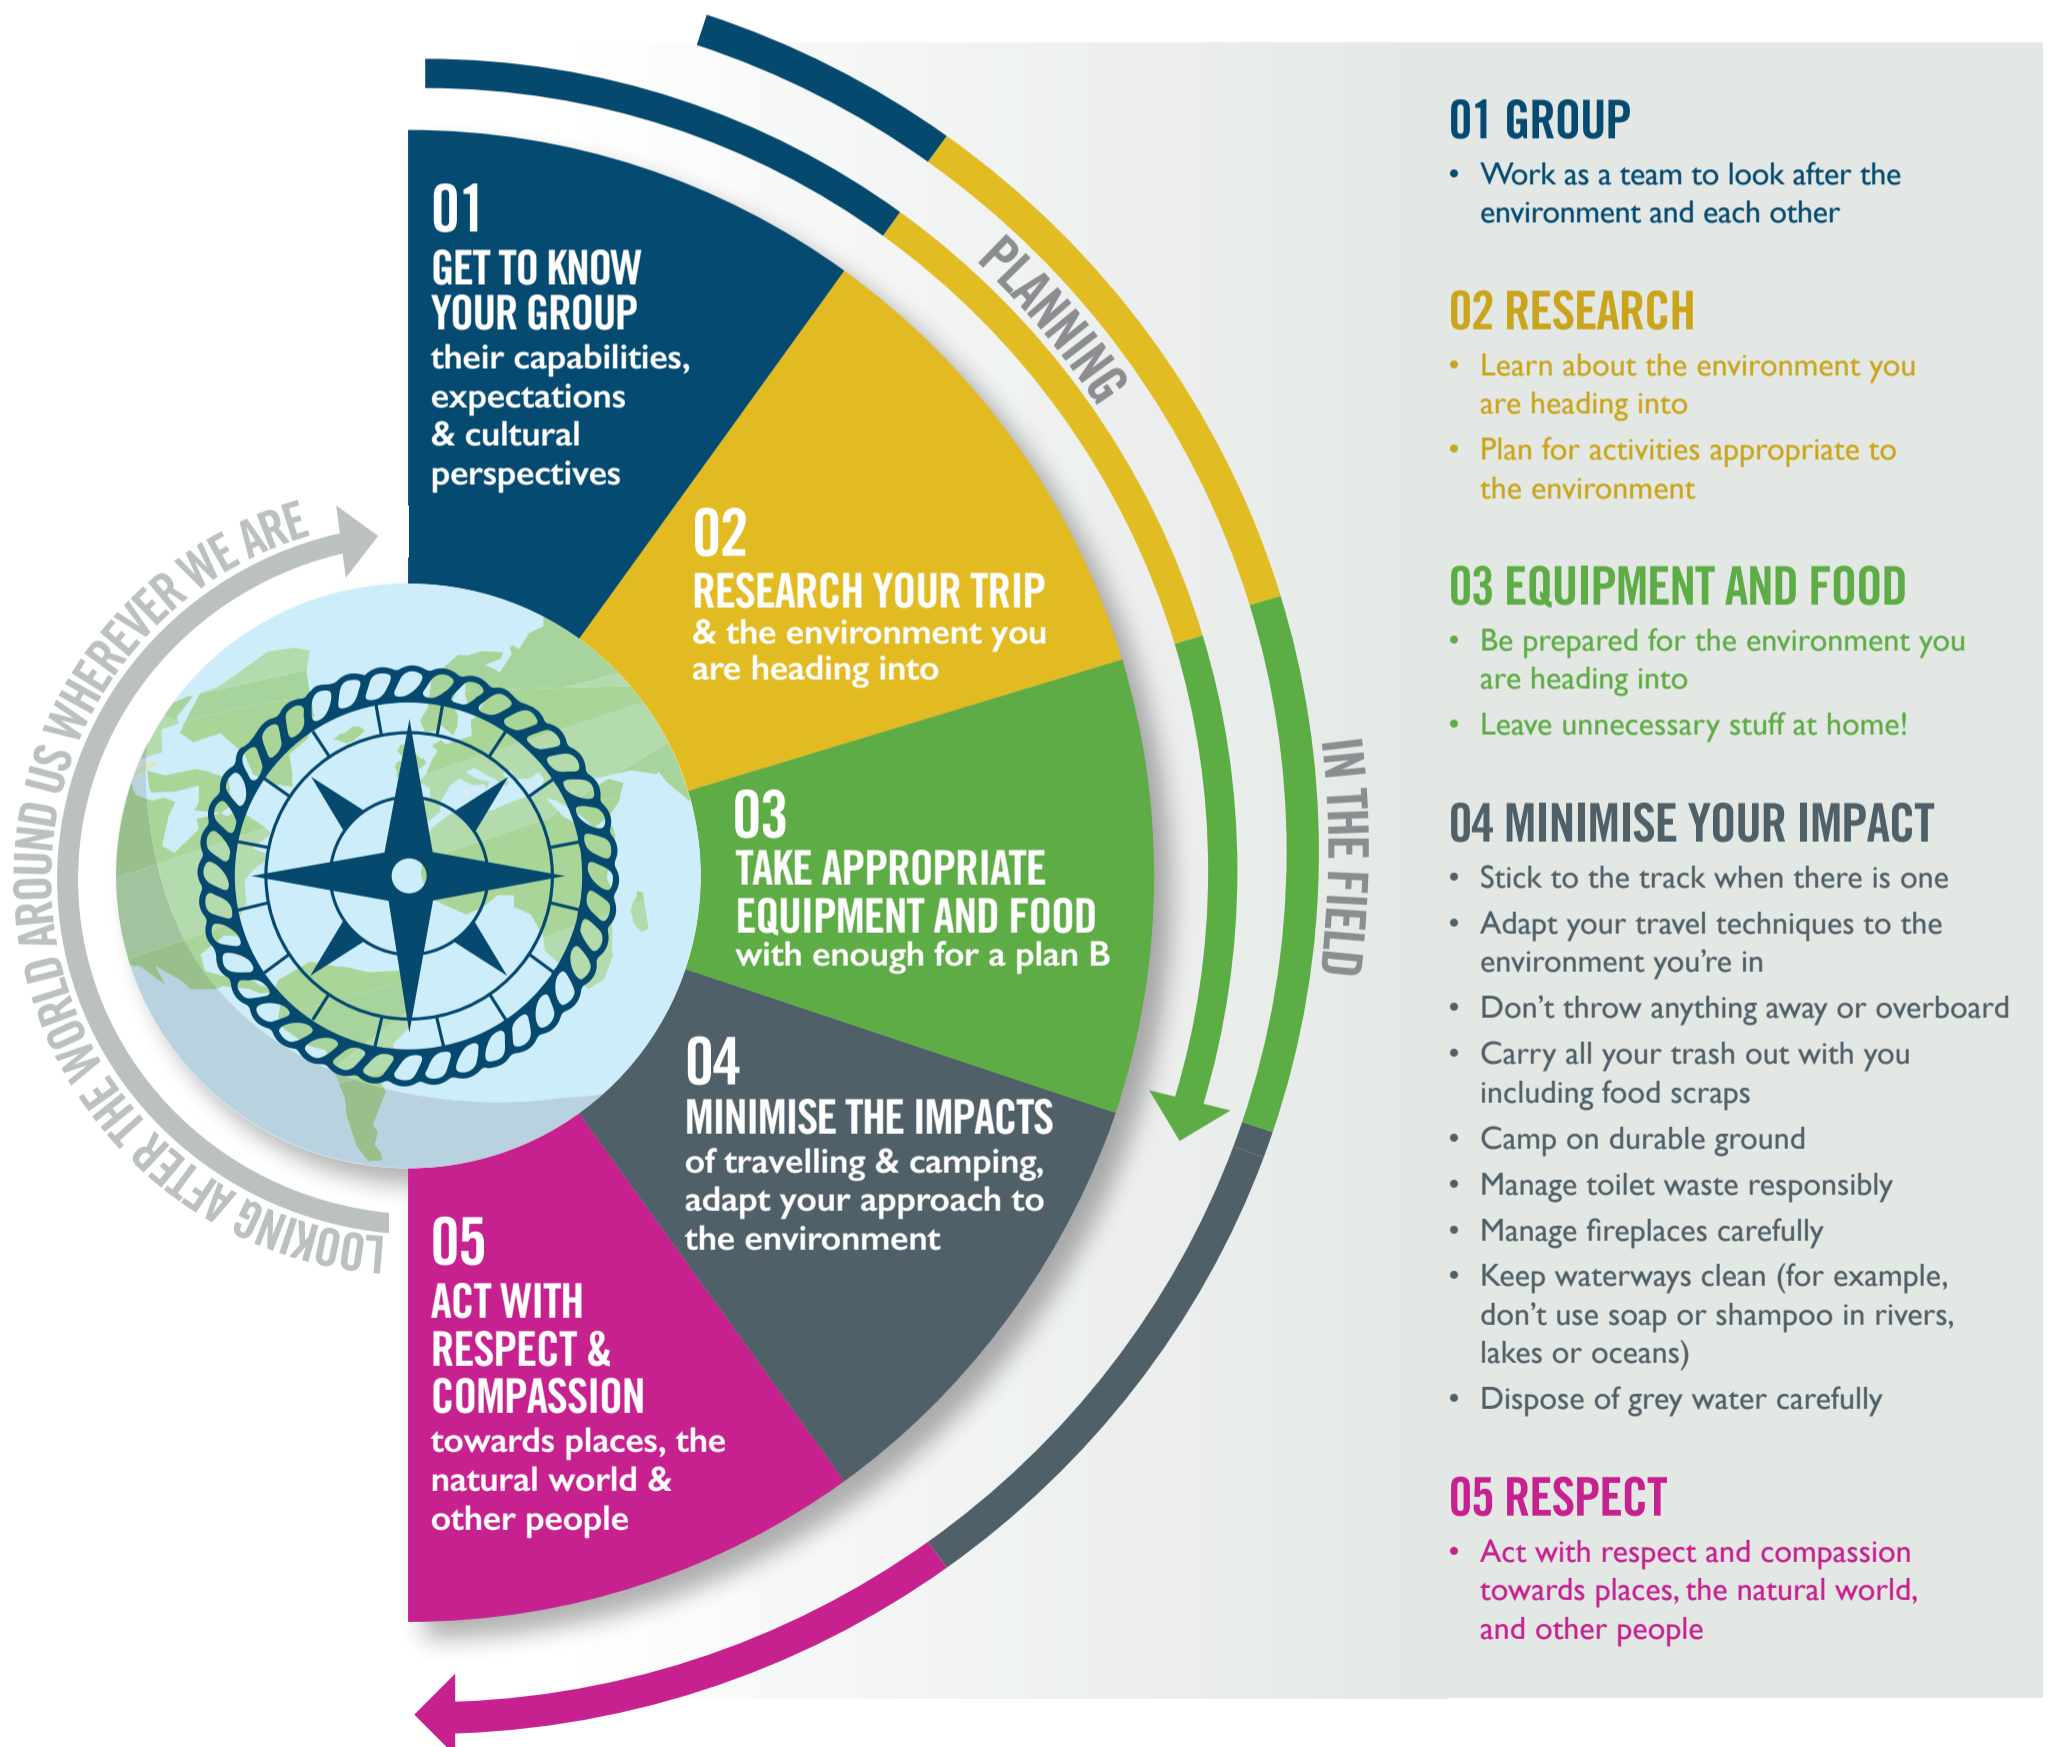 01
GET TO KNOW
YOUR GROUP
their capabilities,
expectations
& cultural
perspectives
02
RESEARCH YOUR TRIP
& the environment you
are heading into
03
TAKE APPROPRIATE
EQUIPMENT AND FOOD
with enough for a plan B
04
MINIMISE THE IMPACTS
of travelling & camping,
adapt your approach to
the environment
05
ACT WITH
RESPECT &
COMPASSION
towards places, the
natural world &
other people
LOOKING AFTER THE WORLD AROUND US WHEREVER WE ARE
PLANNING
IN THE FIELD
01 GROUP
• Work as a team to look after the
environment and each other
02 RESEARCH
• Learn about the environment you
are heading into
• Plan for activities appropriate to
the environment
03 EQUIPMENT AND FOOD
• Be prepared for the environment you
are heading into
• Leave unnecessary stuff at home!
04 MINIMISE YOUR IMPACT
• Stick to the track when there is one
• Adapt your travel techniques to the
environment you're in
• Don't throw anything away or overboard
• Carry all your trash out with you
including food scraps
• Camp on durable ground
• Manage toilet waste responsibly
• Manage fireplaces carefully
• Keep waterways clean (for example,
don't use soap or shampoo in rivers,
lakes or oceans)
• Dispose of grey water carefully
05 RESPECT
• Act with respect and compassion
towards places, the natural world,
and other people